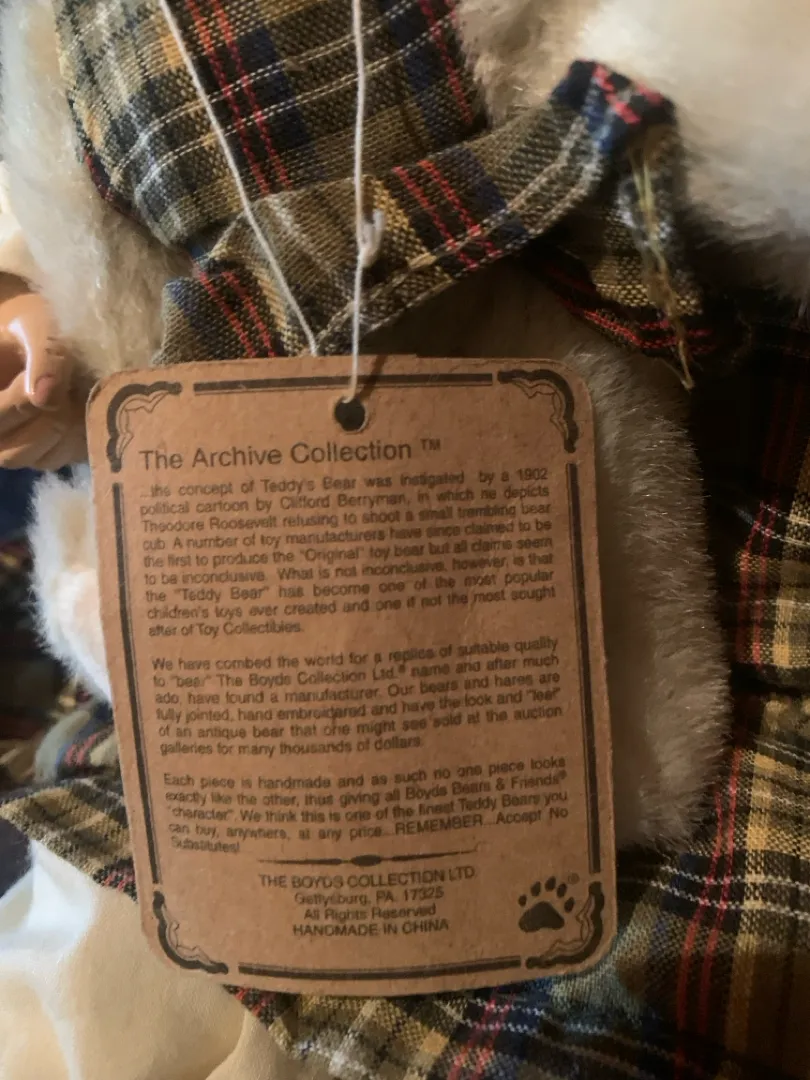 The Archive Collection ™
...the concept of Teddy's Bear was instigated by a 1902
political cartoon by Clifford Berryman, in which he depicts
Theodore Roosevelt refusing to shoot a small trembling bear
cub. A number of toy manufacturers have since claimed to be
the first to produce the "Original" toy bear but all claims seem
to be inconclusive. What is not inconclusive, however, is that
the "Teddy Bear" has become one of the most popular
children's toys ever created and one if not the most sought
after of Toy Collectibles.
We have combed the world for a replica of suitable quality
to "bear" The Boyds Collection Ltd.® name and after much
ado, have found a manufacturer. Our bears and hares are
fully jointed, hand embroidered and have the look and "feel"
of an antique bear that one might see sold at the auction
galleries for many thousands of dollars.
Each piece is handmade and as such no one piece looks
exactly like the other, thus giving all Boyds Bears & Friends®
"character". We think this is one of the finest Teddy Bears you
can buy, anywhere, at any price...REMEMBER...Accept No
Substitutes!
THE BOYDS COLLECTION LTD.
Gettysburg, PA 17325
All Rights Reserved
HANDMADE IN CHINA
®